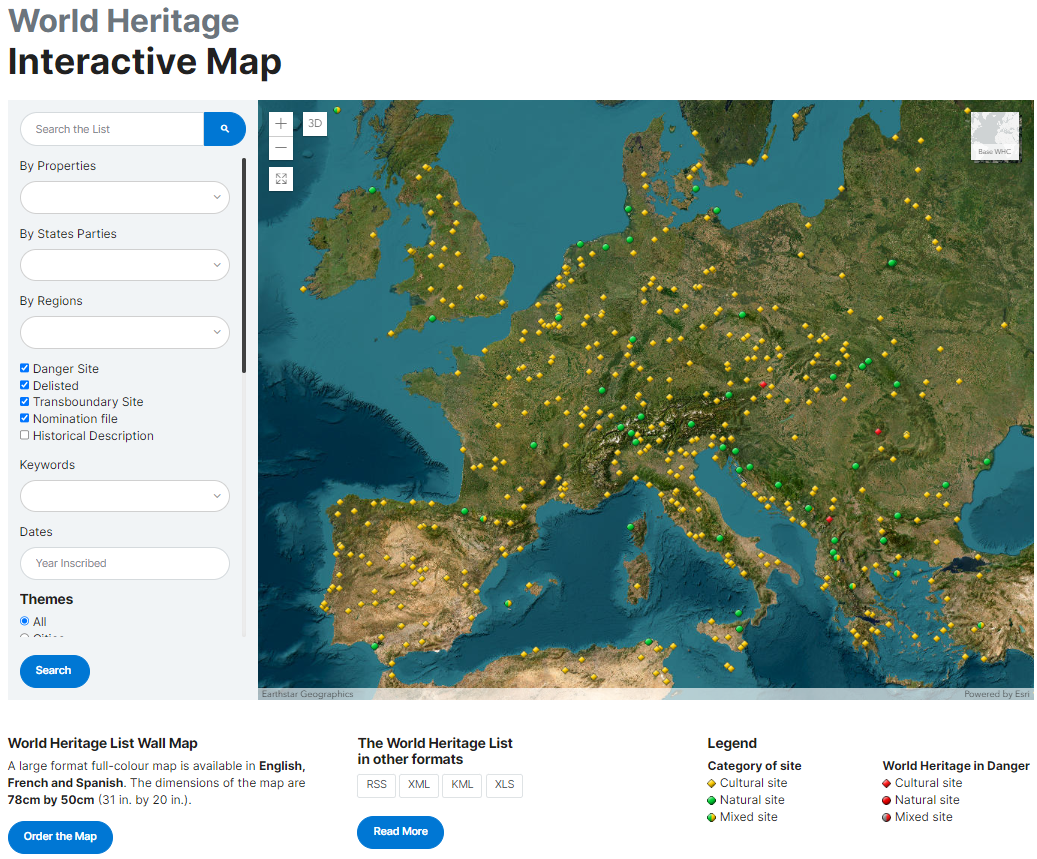 World Heritage
Interactive Map
Search the List
By Properties
By States Parties
By Regions
Danger Site
Delisted
Transboundary Site
Nomination file
Historical Description
Keywords
Dates
Year Inscribed
Themes
All
Cities
Search
3D
Base WHC
Earthstar Geographics
Powered by Esri
World Heritage List Wall Map
A large format full-colour map is available in English,
French and Spanish. The dimensions of the map are
78cm by 50cm (31 in. by 20 in.).
Order the Map
The World Heritage List
in other formats
RSS XML KML XLS
Read More
Legend
Category of site
Cultural site
Natural site
Mixed site
World Heritage in Danger
Cultural site
Natural site
Mixed site